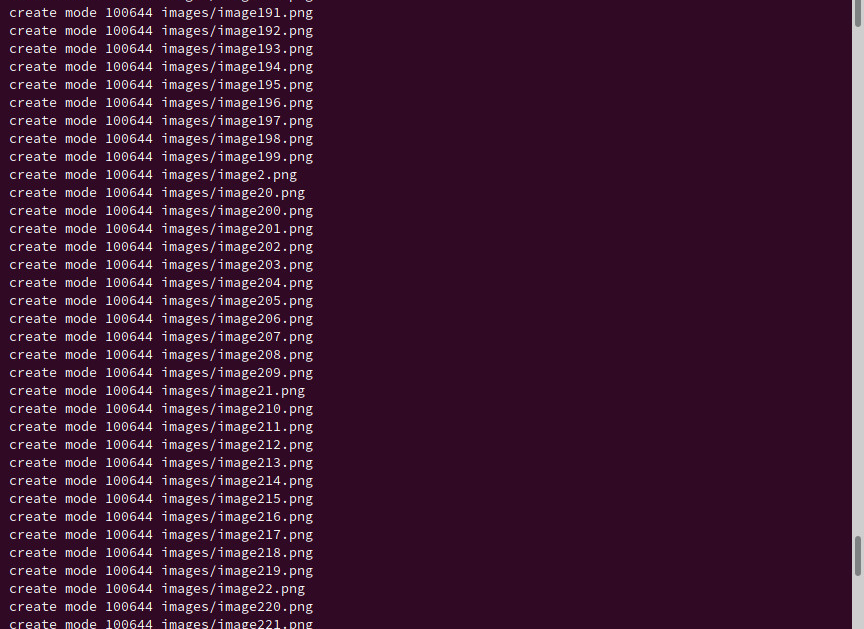 create mode 100644 images/image191.png
create mode 100644 images/image192.png
create mode 100644 images/image193.png
create mode 100644 images/image194.png
create mode 100644 images/image195.png
create mode 100644 images/image196.png
create mode 100644 images/image197.png
create mode 100644 images/image198.png
create mode 100644 images/image199.png
create mode 100644 images/image2.png
create mode 100644 images/image20.png
create mode 100644 images/image200.png
create mode 100644 images/image201.png
create mode 100644 images/image202.png
create mode 100644 images/image203.png
create mode 100644 images/image204.png
create mode 100644 images/image205.png
create mode 100644 images/image206.png
create mode 100644 images/image207.png
create mode 100644 images/image208.png
create mode 100644 images/image209.png
create mode 100644 images/image21.png
create mode 100644 images/image210.png
create mode 100644 images/image211.png
create mode 100644 images/image212.png
create mode 100644 images/image213.png
create mode 100644 images/image214.png
create mode 100644 images/image215.png
create mode 100644 images/image216.png
create mode 100644 images/image217.png
create mode 100644 images/image218.png
create mode 100644 images/image219.png
create mode 100644 images/image22.png
create mode 100644 images/image220.png
create mode 100644 images/image221.png